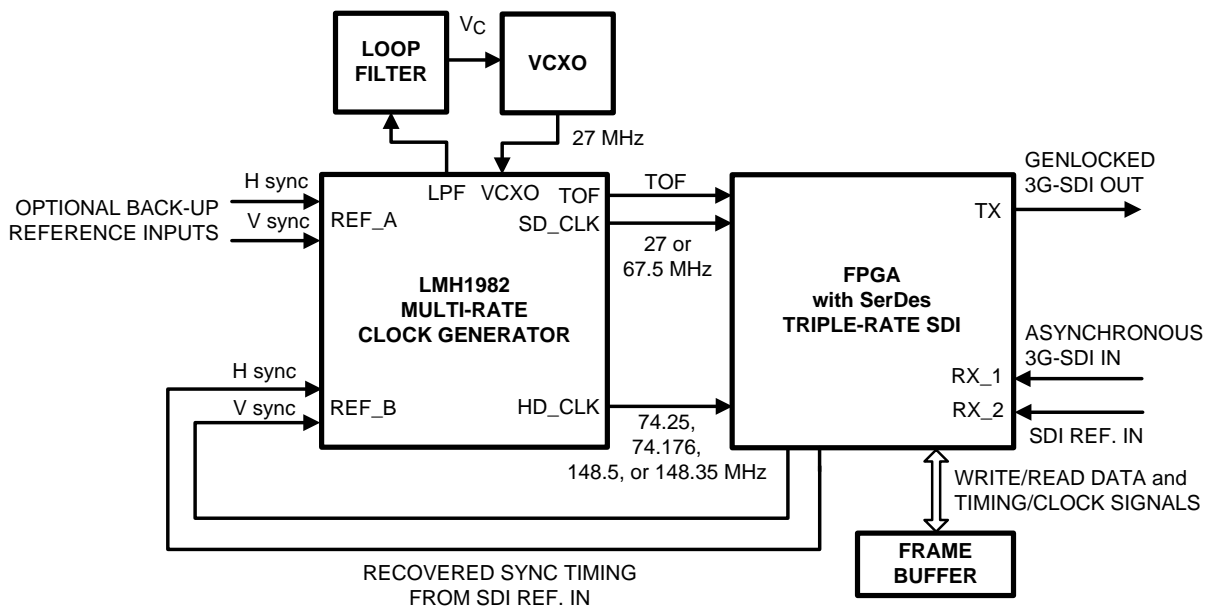 VC
LOOP
FILTER
VCXO
27 MHz
H sync
V sync
OPTIONAL BACK-UP
REFERENCE INPUTS
REF_A
LPF
VCXO
TOF
SD_CLK
LMH1982
MULTI-RATE
CLOCK GENERATOR
H sync
V sync
REF_B
HD_CLK
TOF
27 or
67.5 MHz
74.25,
74.176,
148.5, or 148.35 MHz
FPGA
with SerDes
TRIPLE-RATE SDI
TX
RX_1
RX_2
GENLOCKED
3G-SDI OUT
ASYNCHRONOUS
3G-SDI IN
SDI REF. IN
WRITE/READ DATA and
TIMING/CLOCK SIGNALS
FRAME
BUFFER
RECOVERED SYNC TIMING
FROM SDI REF. IN